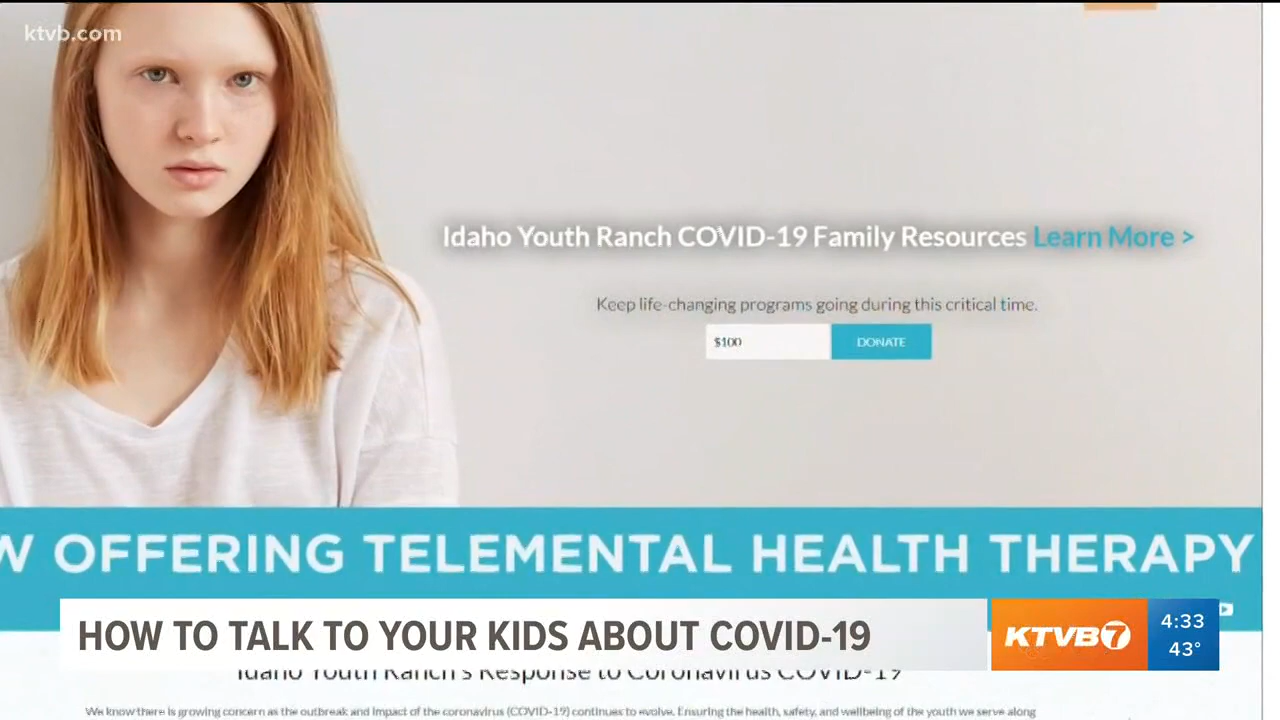 ktvb.com
Idaho Youth Ranch COVID-19 Family Resources Learn More >
Keep life-changing programs going during this critical time.
$100 DONATE
W OFFERING TELEMENTAL HEALTH THERAPY
HOW TO TALK TO YOUR KIDS ABOUT COVID-19
KTVB7
4:33
43°
Idaho Youth Ranch's Response to Coronavirus COVID-19
We know there is growing concern as the outbreak and impact of the coronavirus (COVID-19) continues to evolve. Ensuring the health, safety, and wellbeing of the youth we serve along